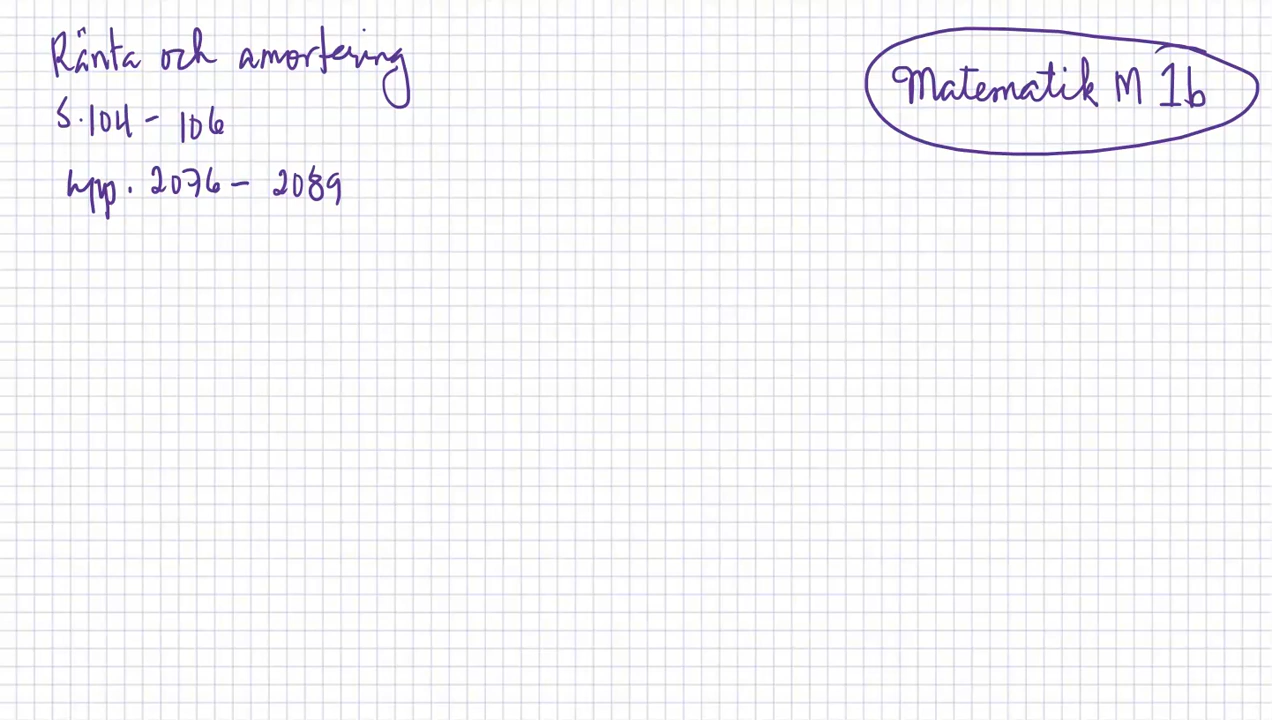 Ränta och amortering
S.104 - 106
Upp. 2076 - 2089
Matematik M 1b